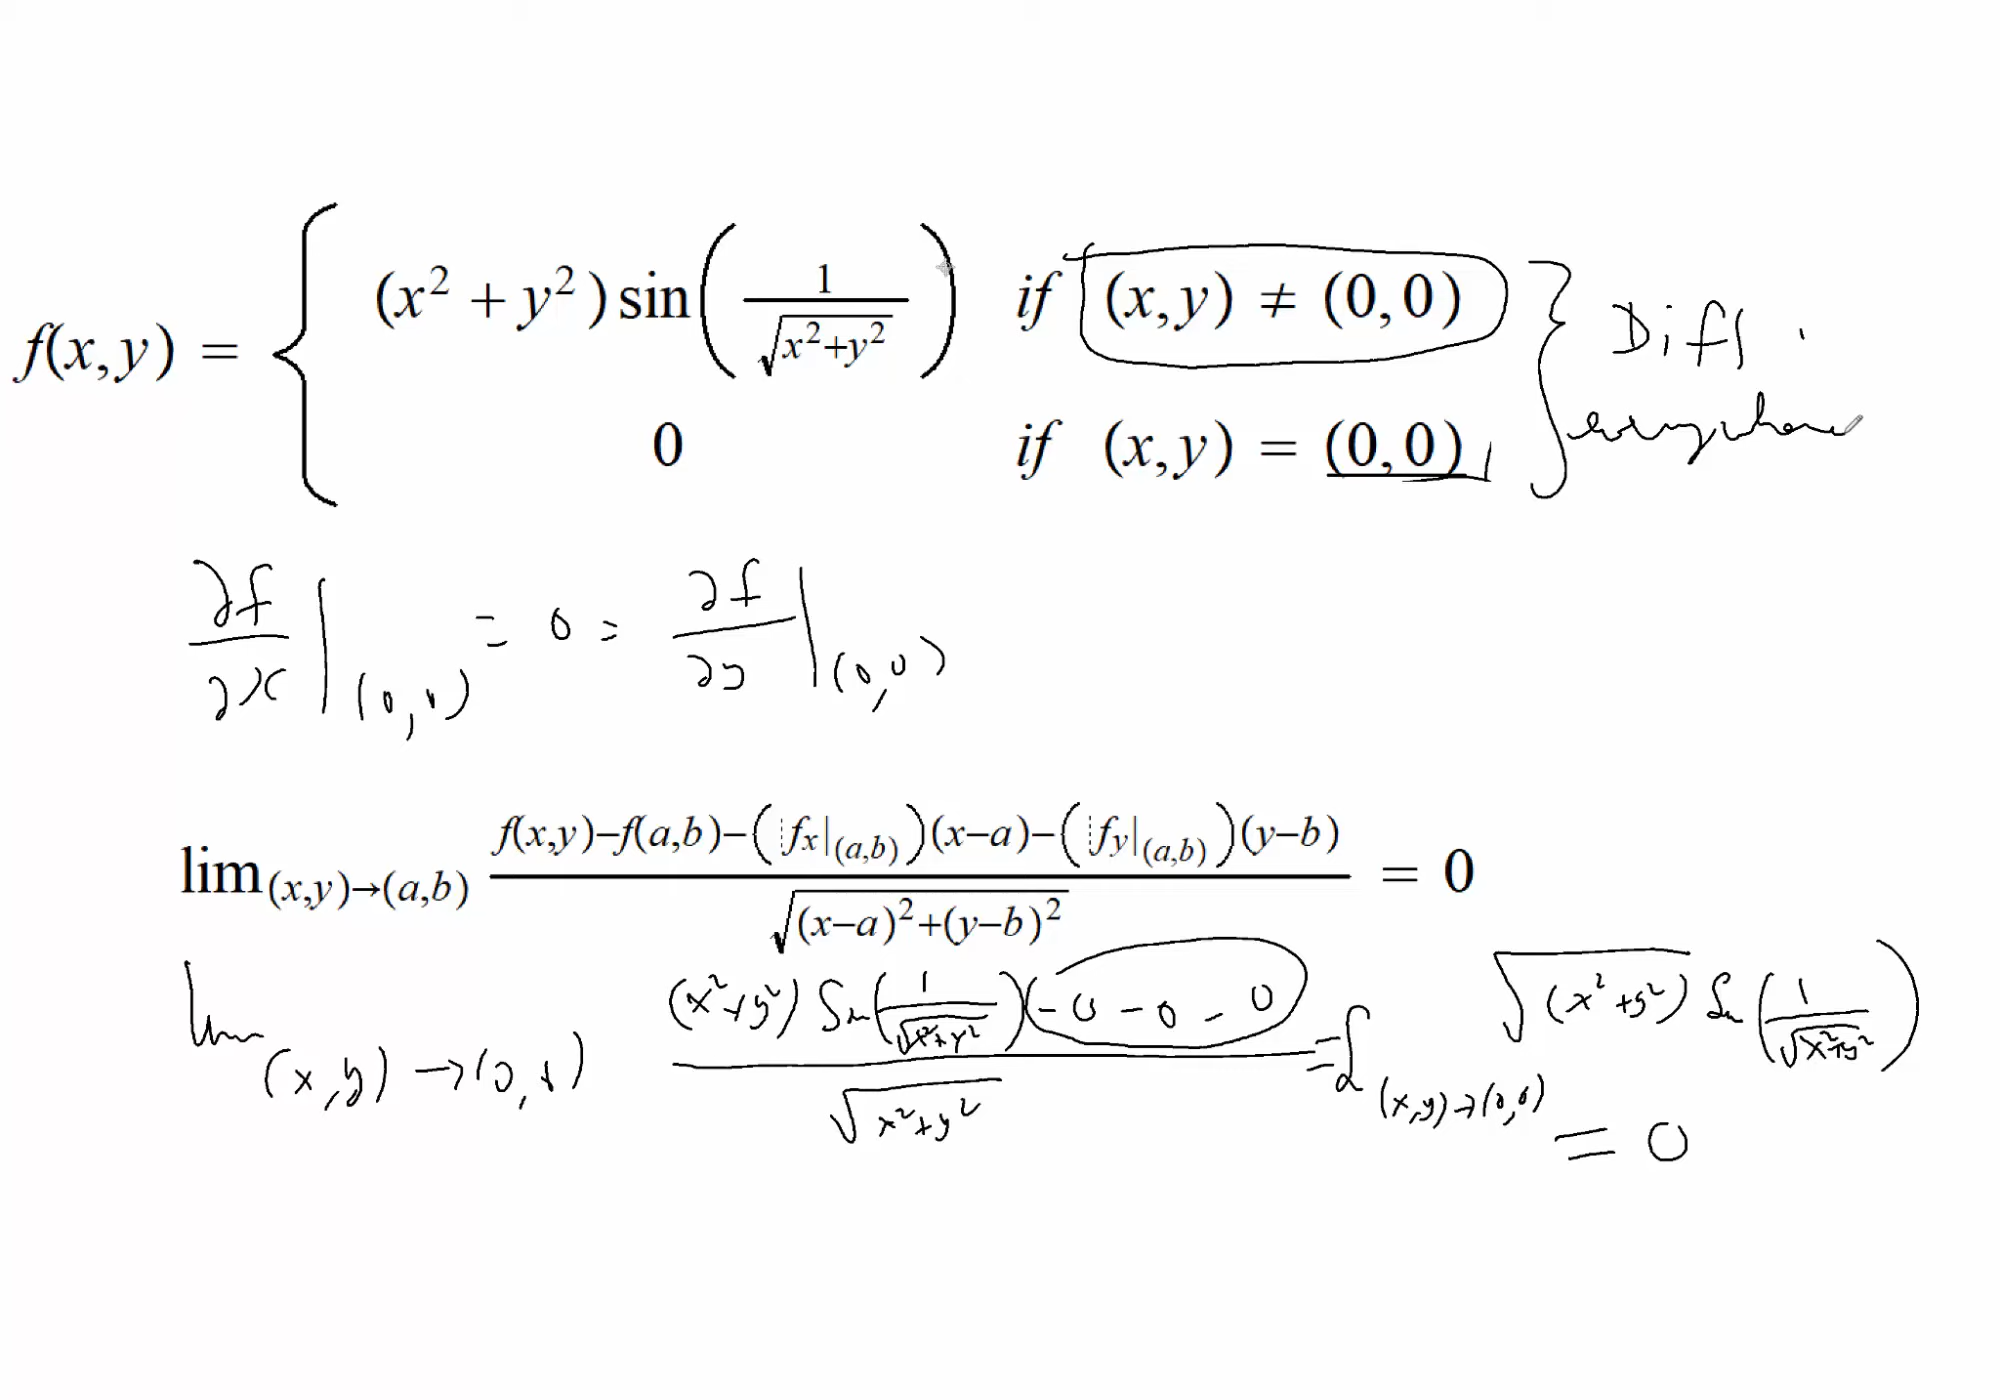 f(x,y) = { (x² + y²) sin( 1 / √(x²+y²) ) if (x,y) ≠ (0,0) } Diff.
0 if (x,y) = (0,0), everywhere
∂f/∂x |(0,0) = 0 = ∂f/∂y |(0,0)
lim(x,y)→(a,b) [ f(x,y)−f(a,b)−( fx|(a,b) )(x−a)−( fy|(a,b) )(y−b) ] / √((x−a)²+(y−b)²) = 0
lim (x,y)→(0,0) [ (x²+y²) Sin( 1 / √(x²+y²) ) (−0−0−0 ] / √(x²+y²) = L (x,y)→(0,0) √(x²+y²) Sin( 1 / √(x²+y²) )
= 0